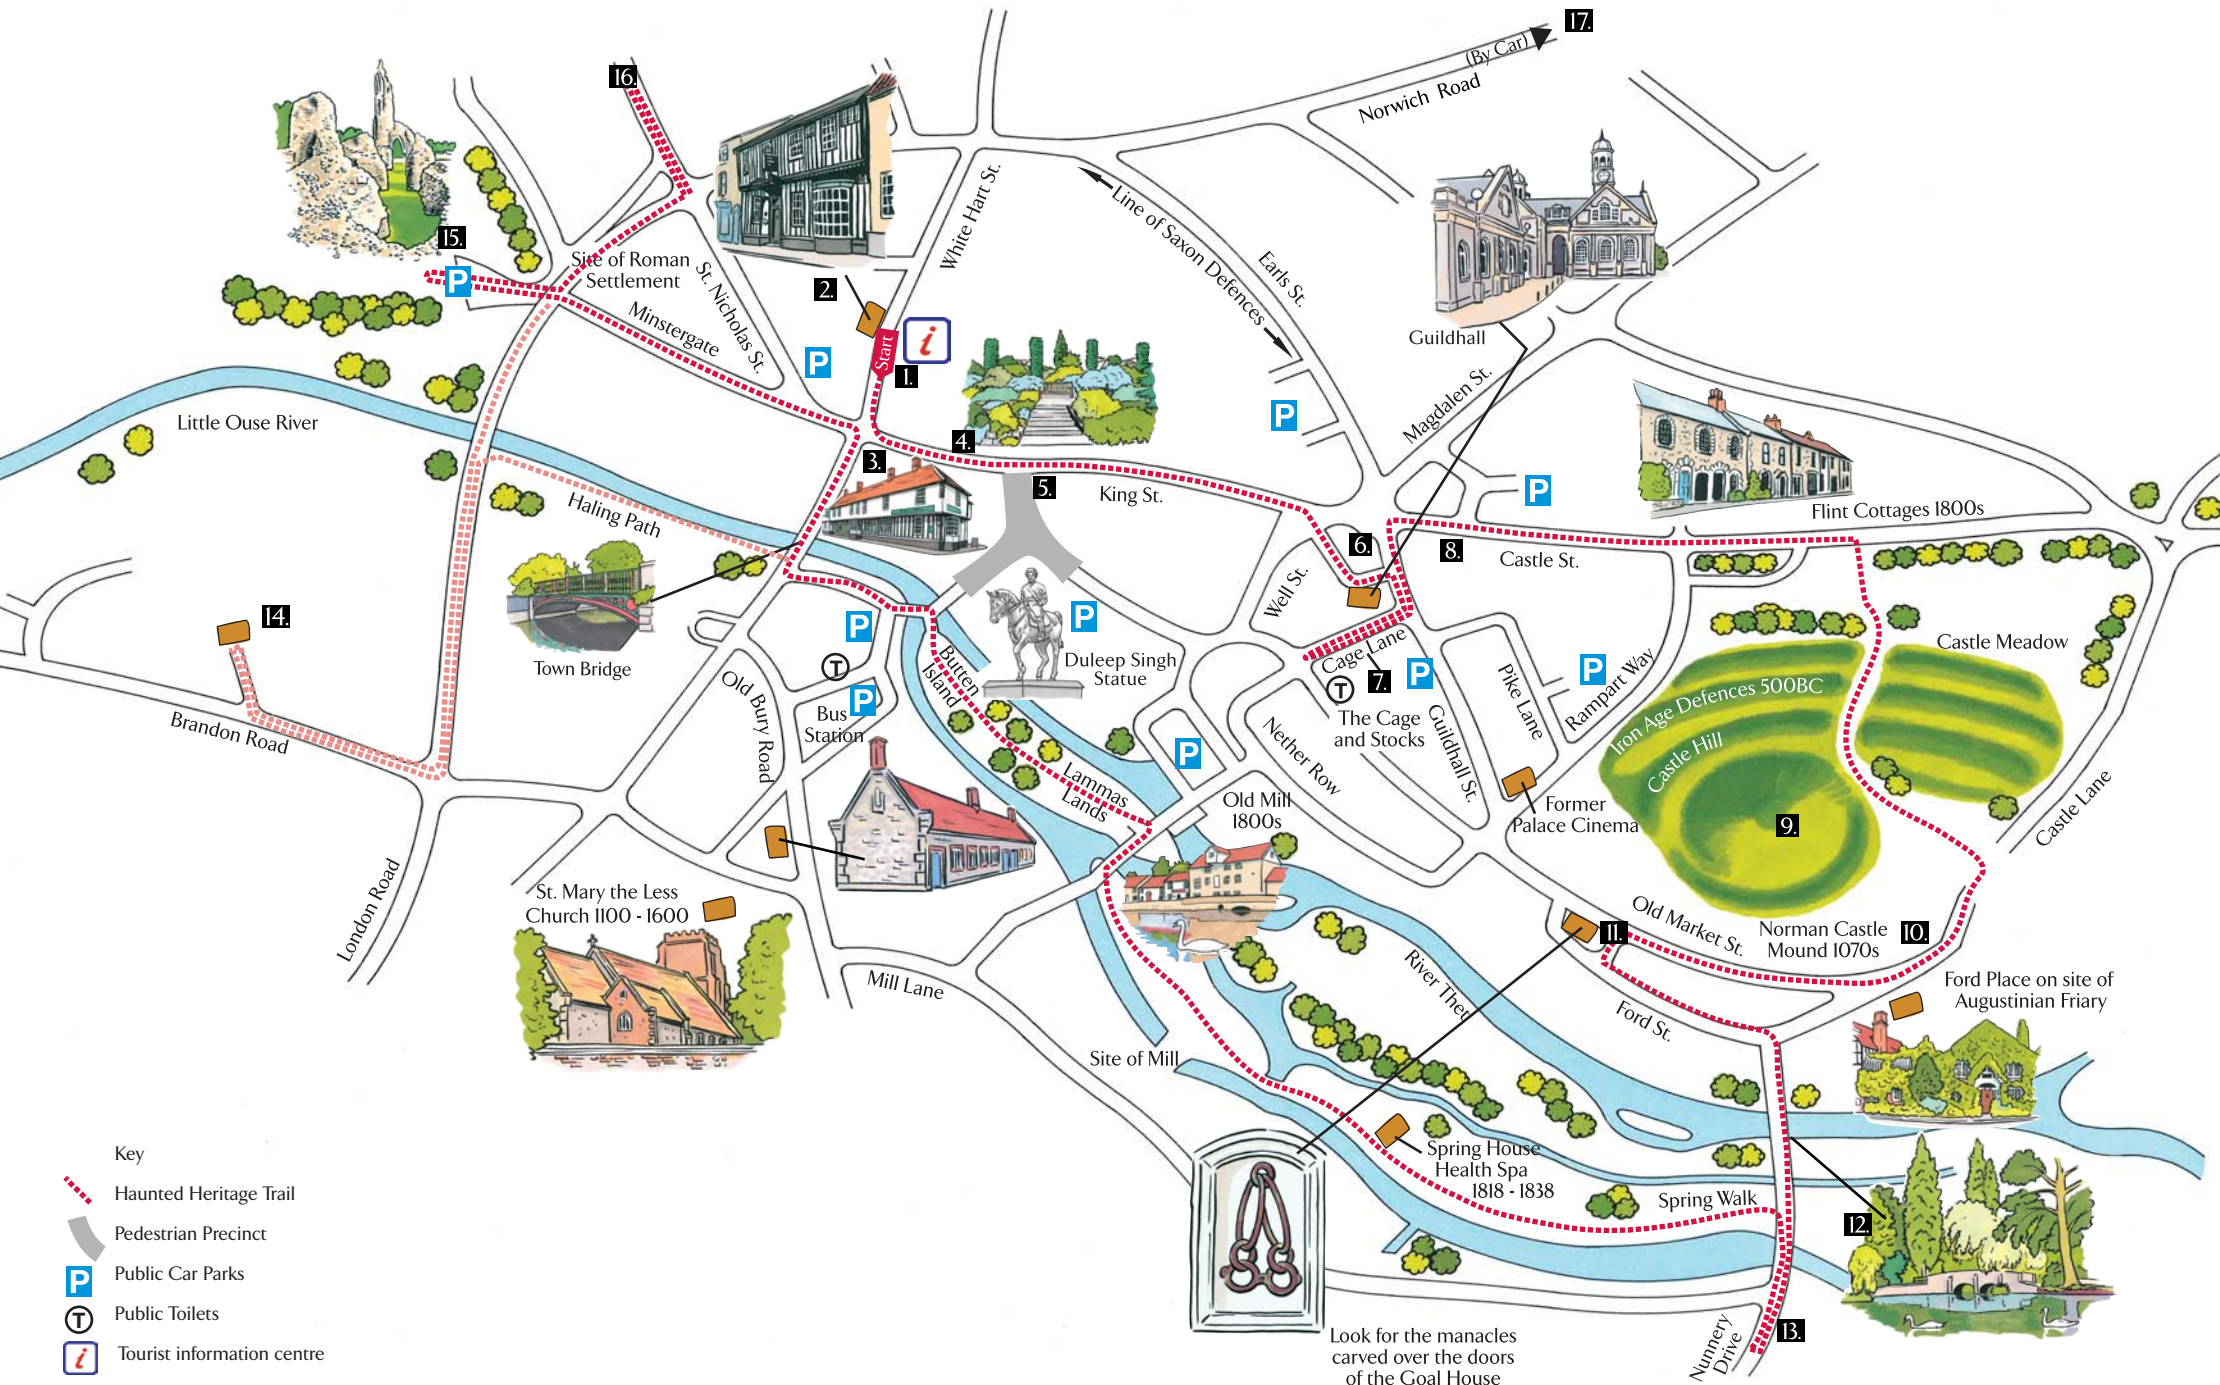 17.
(By Car)
Norwich Road
16.
15.
P
Site of Roman
Settlement
St. Nicholas St.
Minstergate
2.
White Hart St.
Start
i
1.
P
Line of Saxon Defences
Earls St.
P
Guildhall
Magdalen St.
Little Ouse River
3.
4.
5.
King St.
P
Flint Cottages 1800s
Haling Path
6.
8.
Castle St.
Well St.
Town Bridge
14.
Brandon Road
P
T
P
Bus
Station
Old Bury Road
Butten
Island
P
Duleep Singh
Statue
Cage Lane
7.
T
P
The Cage
and Stocks
Guildhall St.
Pike Lane
P
Rampart Way
Castle Meadow
Iron Age Defences 500BC
Castle Hill
9.
Castle Lane
Lammas
Lands
P
Nether Row
Old Mill
1800s
Former
Palace Cinema
London Road
St. Mary the Less
Church 1100 - 1600
Mill Lane
11.
Old Market St.
Norman Castle
Mound 1070s
10.
River Thet
Ford St.
Ford Place on site of
Augustinian Friary
Site of Mill
Spring House
Health Spa
1818 - 1838
Spring Walk
12.
13.
Nunnery
Drive
Look for the manacles
carved over the doors
of the Goal House
Key
Haunted Heritage Trail
Pedestrian Precinct
P
Public Car Parks
T
Public Toilets
i
Tourist information centre